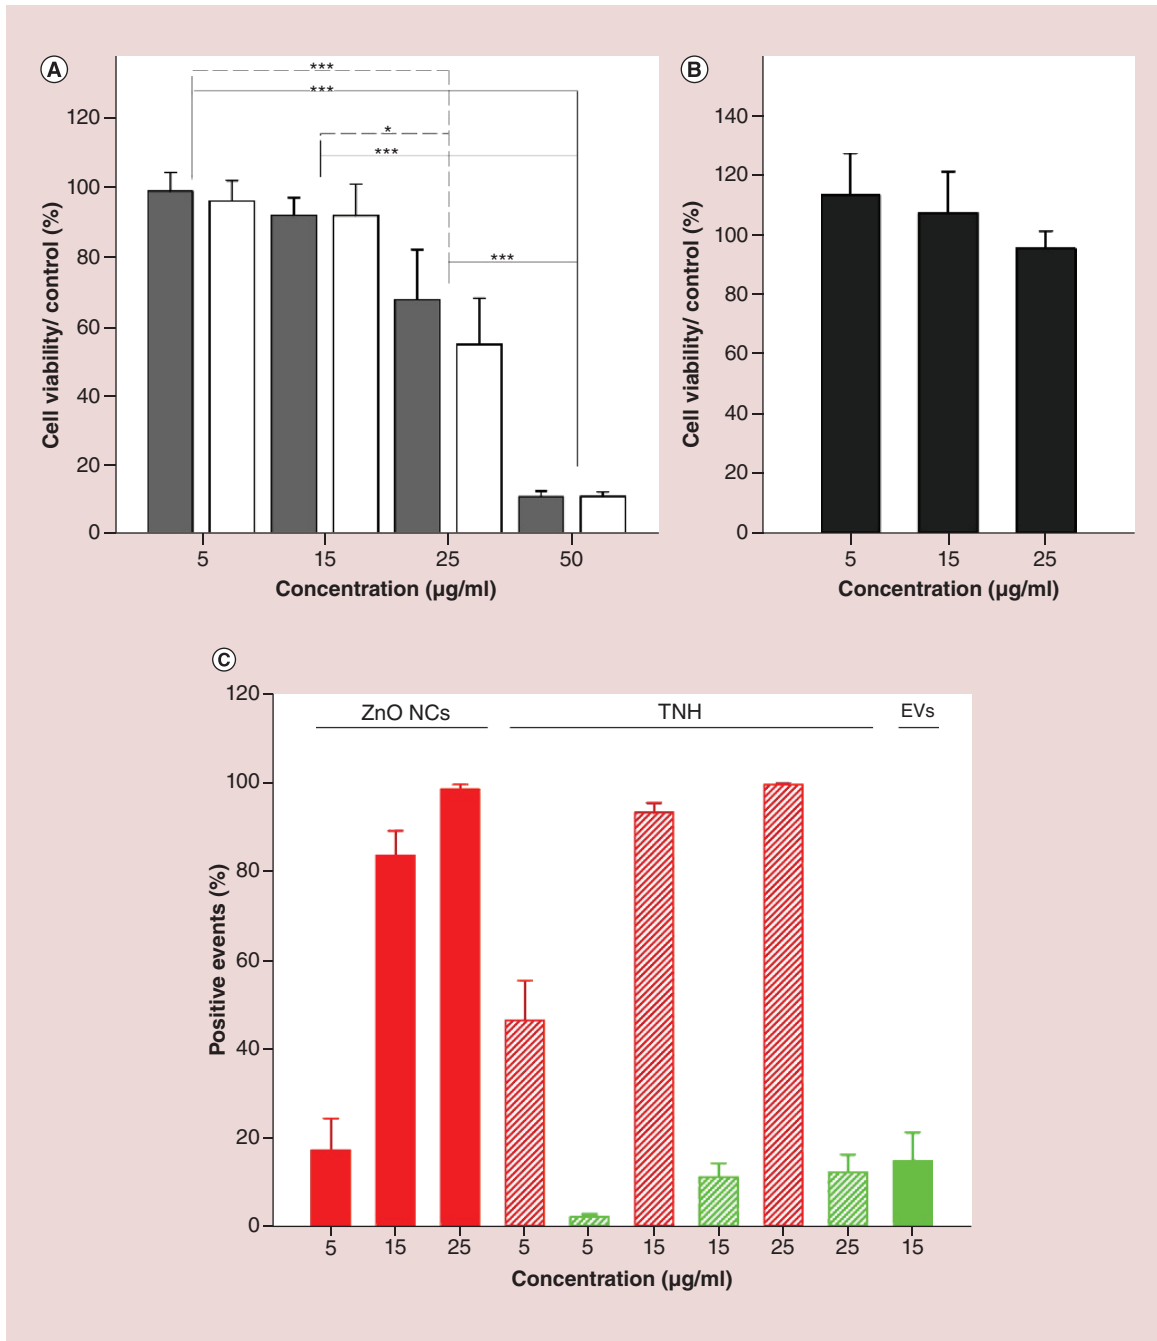 A
***
***
*
***
***
120
100
80
60
40
20
0
Cell viability/ control (%)
5 15 25 50
Concentration (µg/ml)
B
140
120
100
80
60
40
20
0
Cell viability/ control (%)
5 15 25
Concentration (µg/ml)
C
ZnO NCs TNH EVs
120
100
80
60
40
20
0
Positive events (%)
5 15 25 5 5 15 15 25 25 15
Concentration (µg/ml)